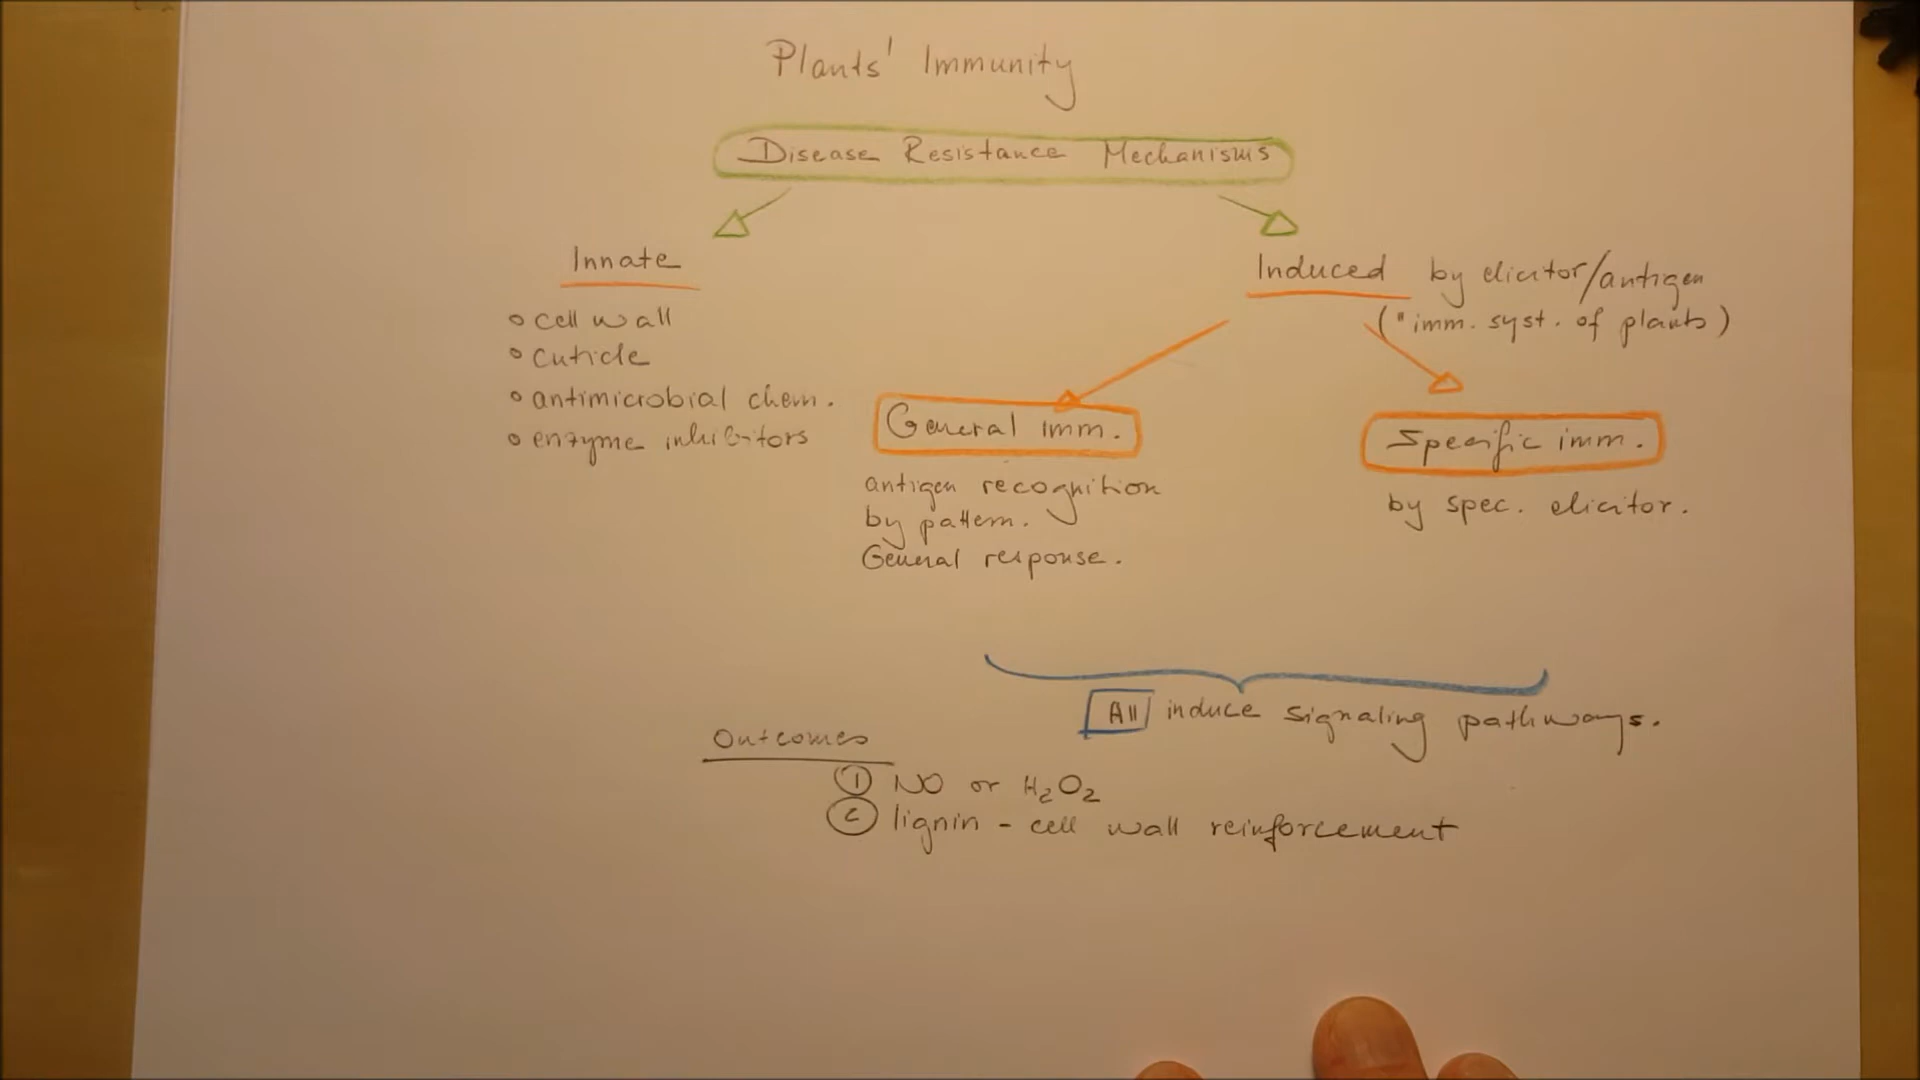 Plants' Immunity
Disease Resistance Mechanisms
Innate
o cell wall
o cuticle
o antimicrobial chem.
o enzyme inhibitors
Induced by elicitor/antigen
(" imm. syst. of plants)
General imm.
antigen recognition
by pattern.
General response.
Specific imm.
by spec. elicitor.
All induce signaling pathways.
Outcomes
① NO or H₂O₂
② lignin - cell wall reinforcement